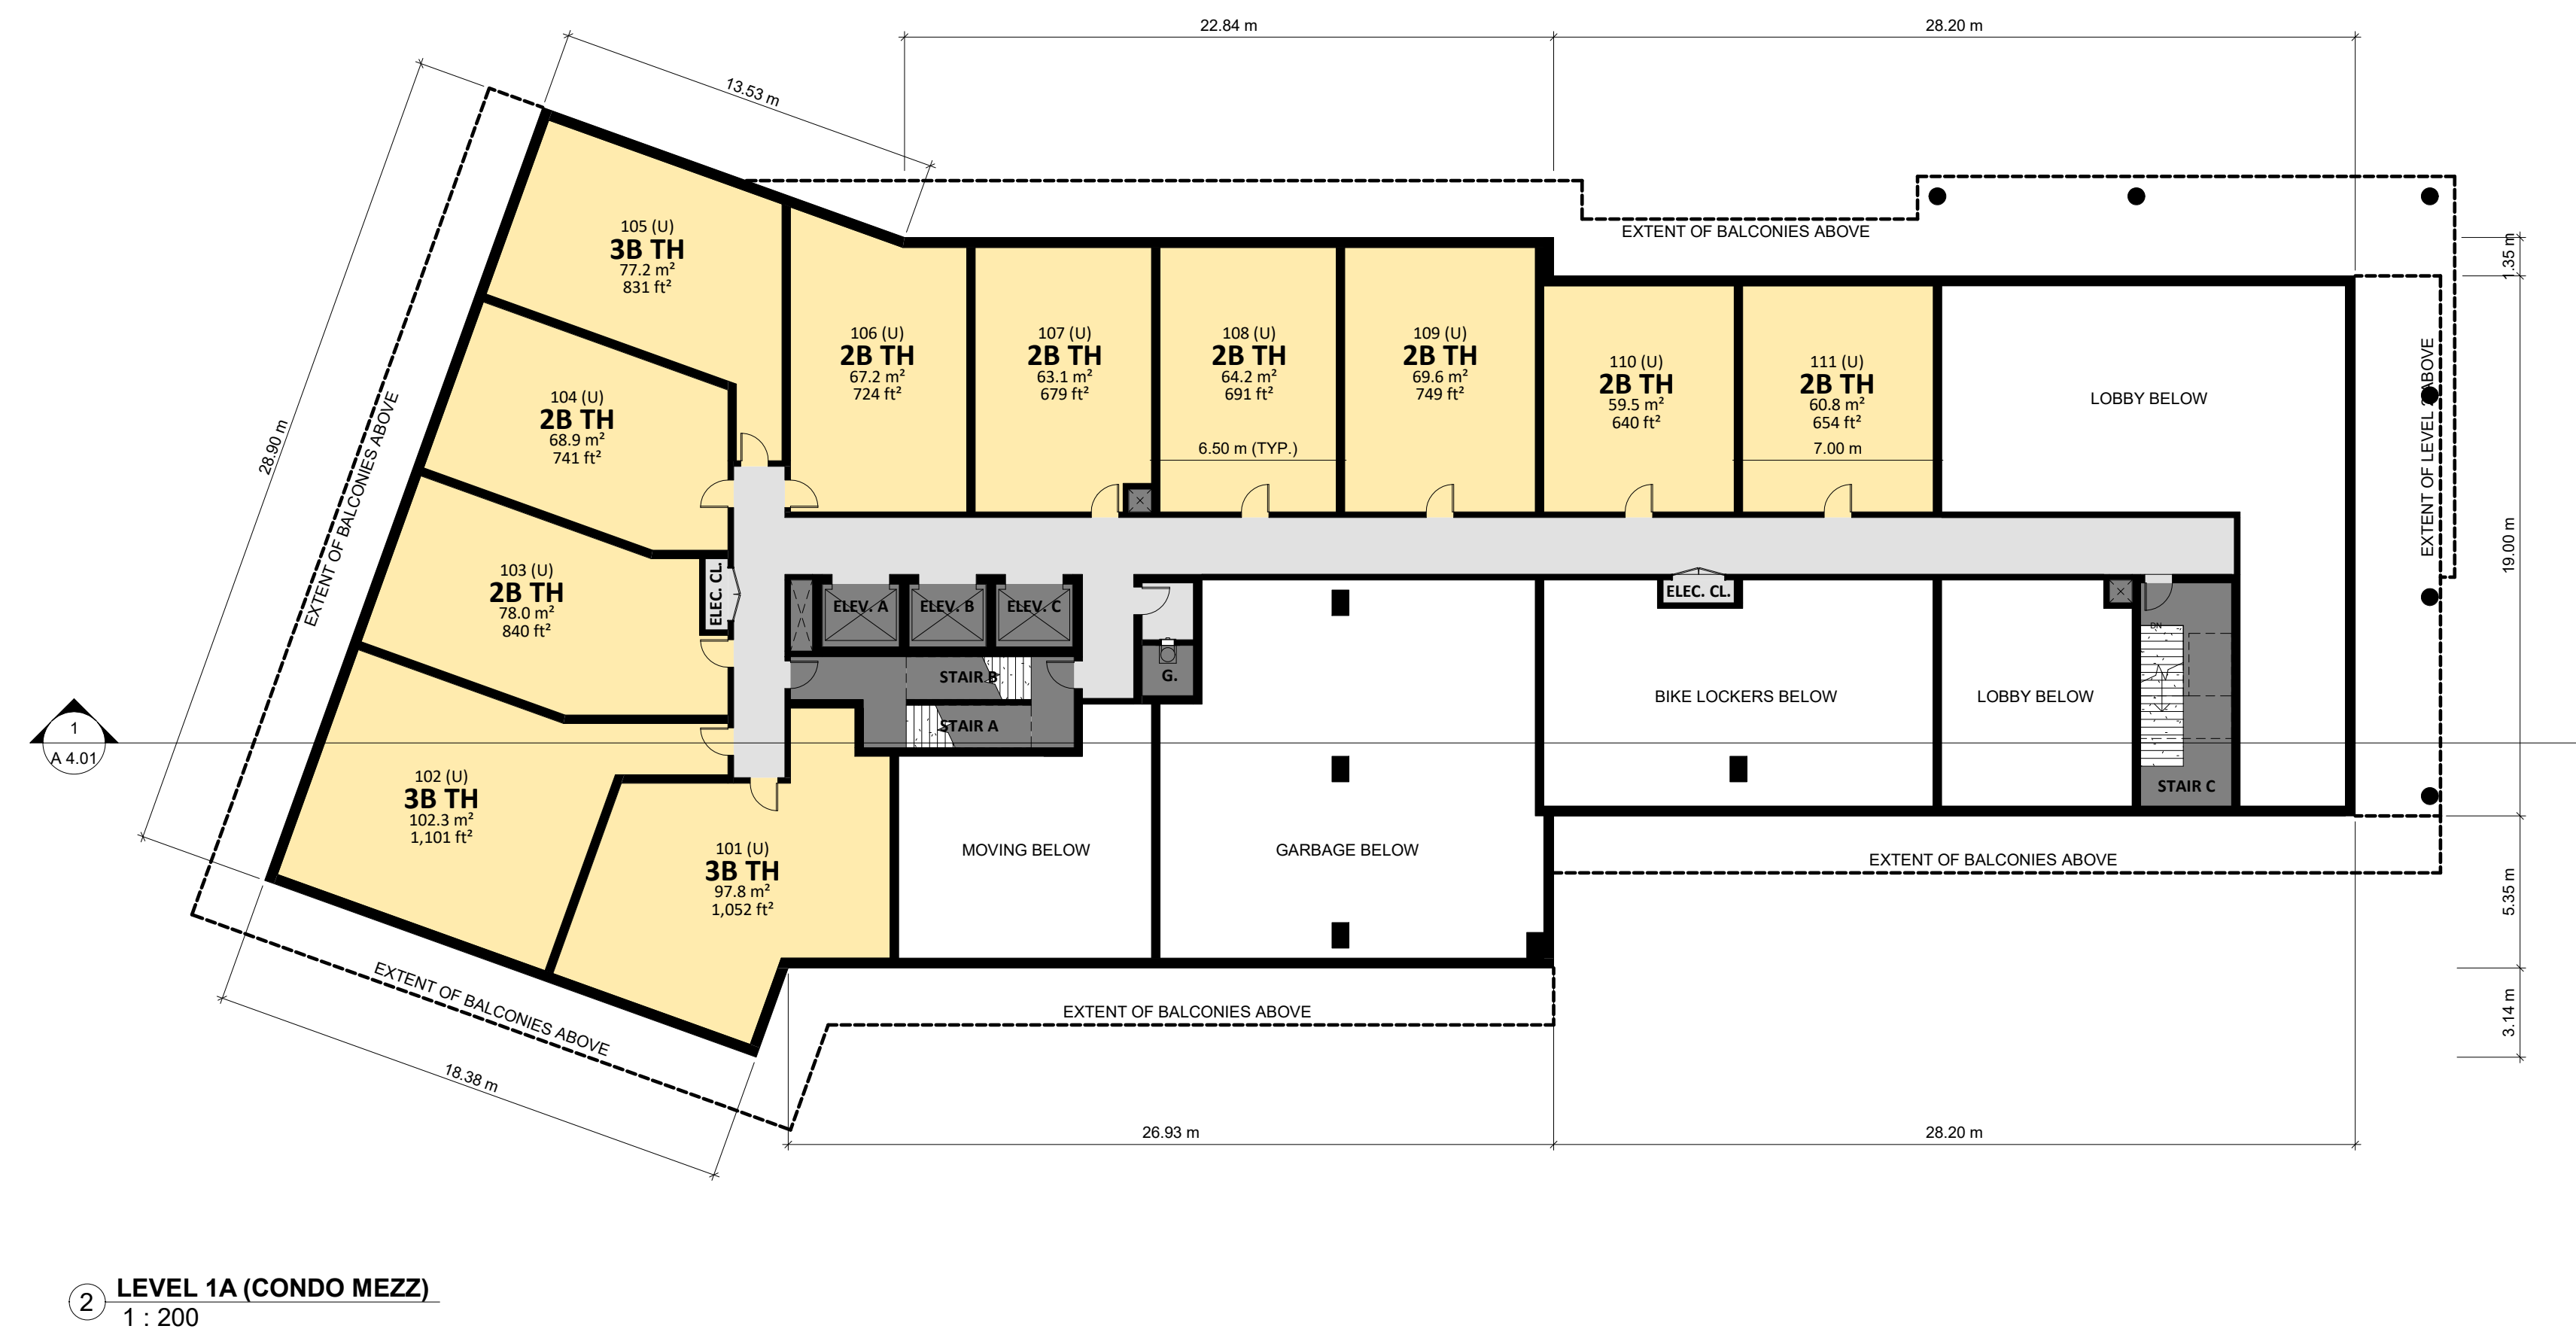 22.84 m
28.20 m
13.53 m
28.90 m
EXTENT OF BALCONIES ABOVE
EXTENT OF BALCONIES ABOVE
105 (U)
3B TH
77.2 m²
831 ft²
104 (U)
2B TH
68.9 m²
741 ft²
103 (U)
2B TH
78.0 m²
840 ft²
102 (U)
3B TH
102.3 m²
1,101 ft²
101 (U)
3B TH
97.8 m²
1,052 ft²
106 (U)
2B TH
67.2 m²
724 ft²
107 (U)
2B TH
63.1 m²
679 ft²
108 (U)
2B TH
64.2 m²
691 ft²
6.50 m (TYP.)
109 (U)
2B TH
69.6 m²
749 ft²
110 (U)
2B TH
59.5 m²
640 ft²
111 (U)
2B TH
60.8 m²
654 ft²
7.00 m
LOBBY BELOW
EXTENT OF LEVEL 2 ABOVE
1.35 m
19.00 m
5.35 m
3.14 m
ELEC. CL.
ELEV. A
ELEV. B
ELEV. C
STAIR B
STAIR A
G.
ELEC. CL.
BIKE LOCKERS BELOW
LOBBY BELOW
DN
STAIR C
MOVING BELOW
GARBAGE BELOW
1
A 4.01
EXTENT OF BALCONIES ABOVE
EXTENT OF BALCONIES ABOVE
EXTENT OF BALCONIES ABOVE
18.38 m
26.93 m
28.20 m
2
LEVEL 1A (CONDO MEZZ)
1 : 200